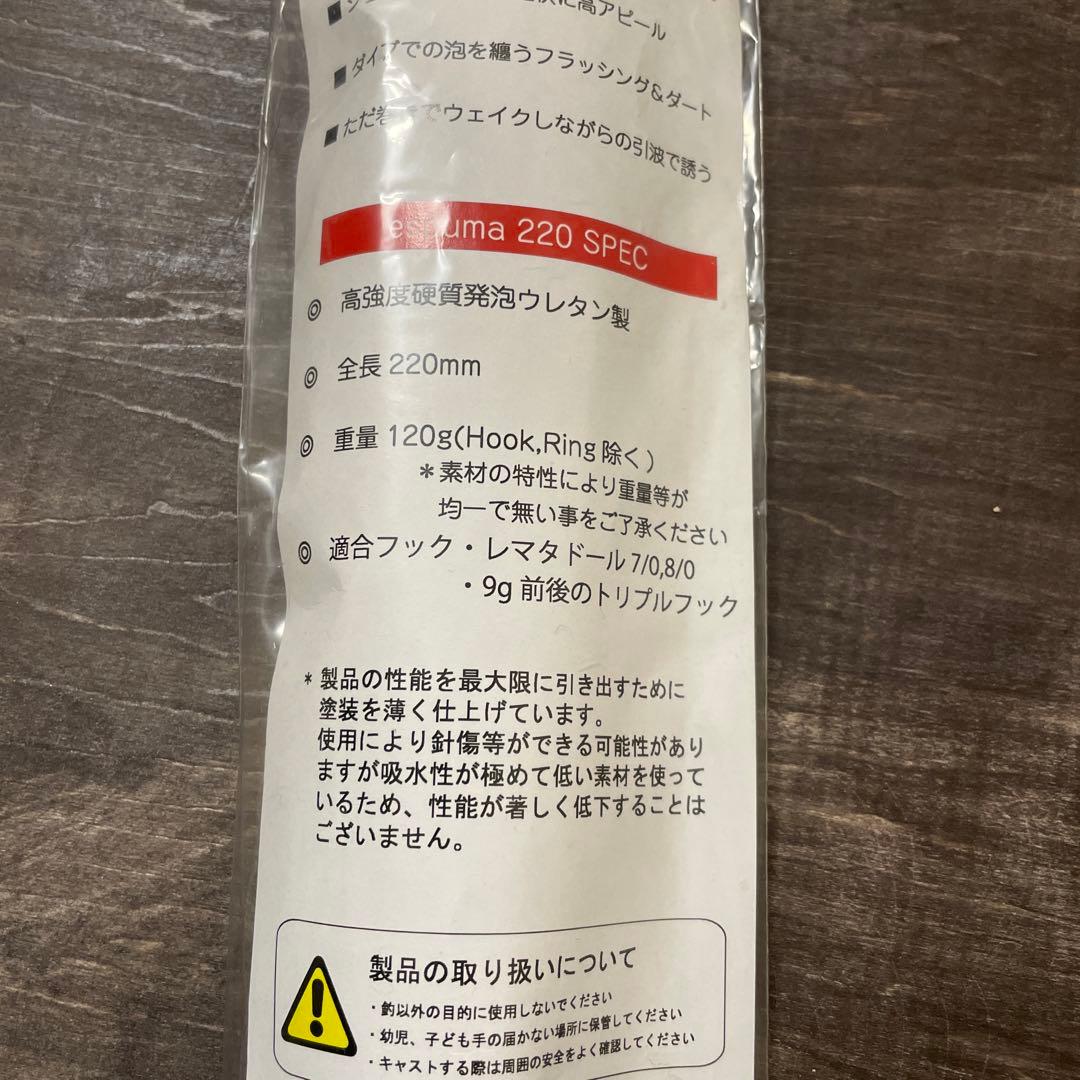 ■ に高アピール
■ ダイブでの泡を纏うフラッシング&ダート
■ ただ巻きでウェイクしながらの引波で誘う
espuma 220 SPEC
◎ 高強度硬質発泡ウレタン製
◎ 全長 220mm
◎ 重量 120g(Hook,Ring 除く)
＊素材の特性により重量等が
均一で無い事をご了承ください
◎ 適合フック・レマタドール 7/0,8/0
・9g 前後のトリプルフック
* 製品の性能を最大限に引き出すために
塗装を薄く仕上げています。
使用により針傷等ができる可能性があり
ますが吸水性が極めて低い素材を使って
いるため、性能が著しく低下することは
ございません。
製品の取り扱いについて
・釣以外の目的に使用しないでください
・幼児、子ども手の届かない場所に保管してください
・キャストする際は周囲の安全をよく確認してください